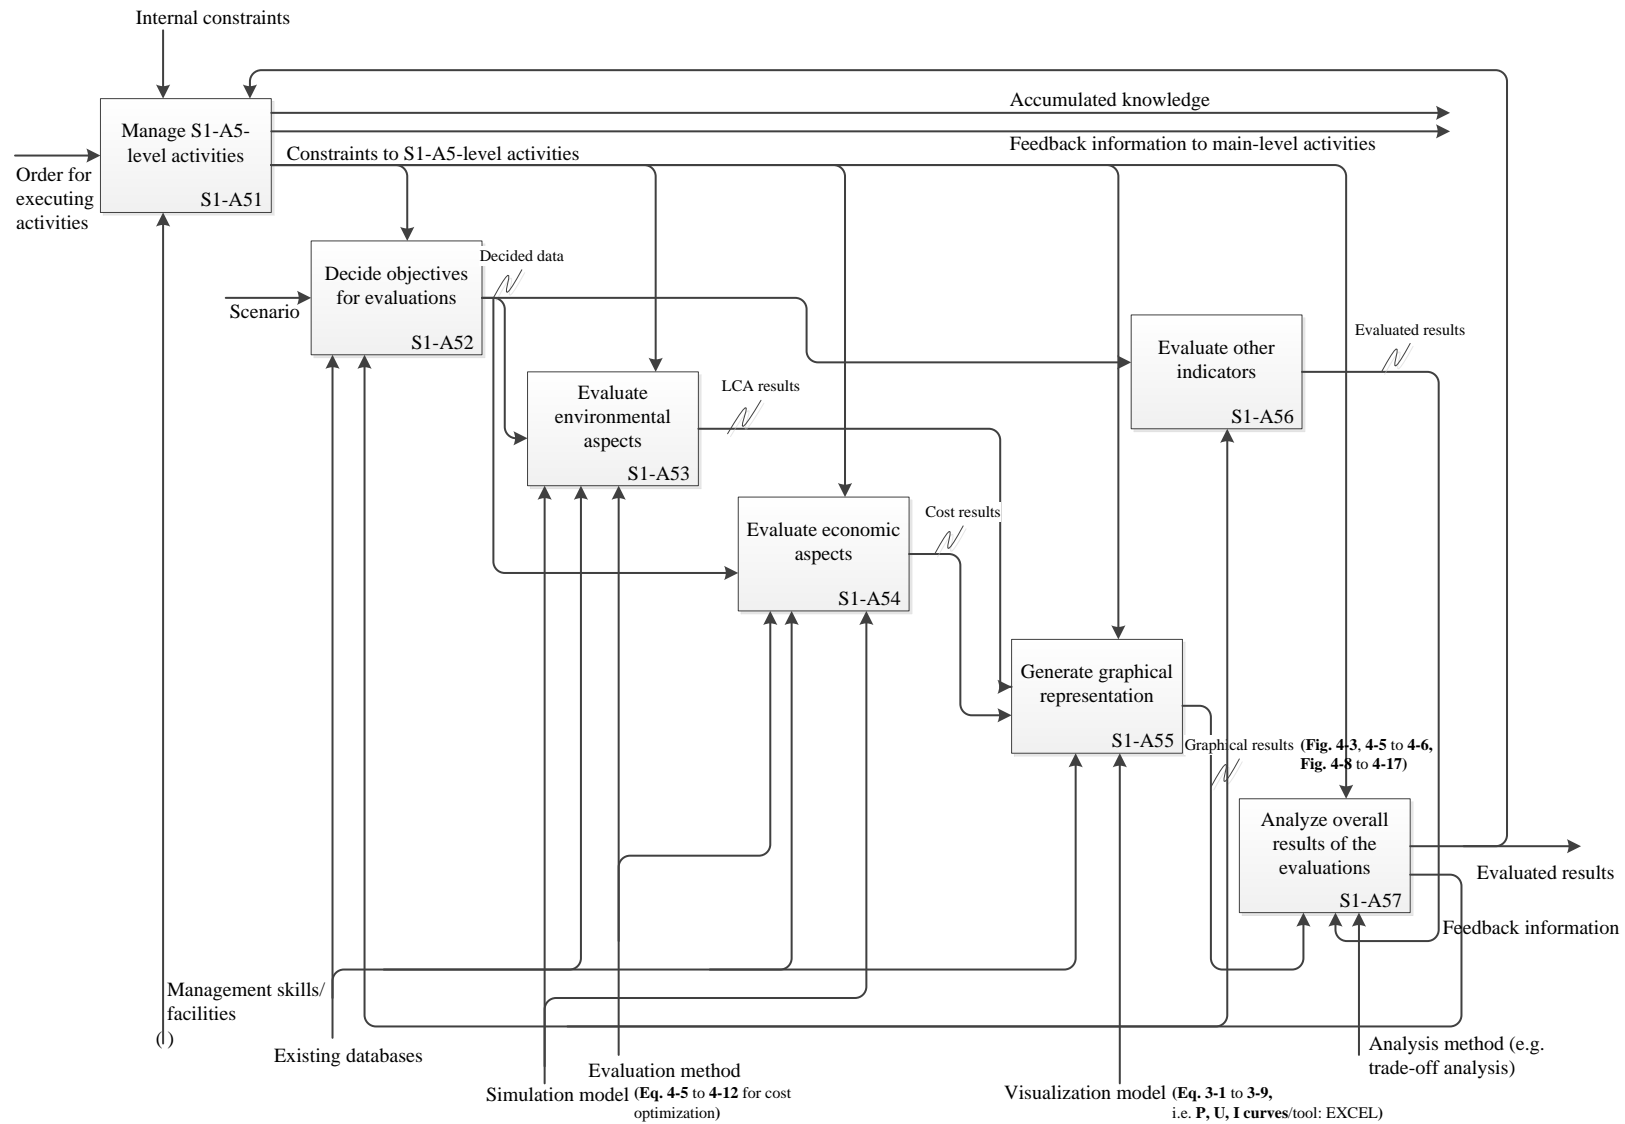 Internal constraints
Accumulated knowledge
Manage S1-A5-
level activities
S1-A51
Feedback information to main-level activities
Constraints to S1-A5-level activities
Order for
executing
activities
Decided data
Decide objectives
for evaluations
S1-A52
Scenario
Evaluate other
indicators
S1-A56
Evaluated results
LCA results
Evaluate
environmental
aspects
S1-A53
Cost results
Evaluate economic
aspects
S1-A54
Generate graphical
representation
S1-A55
Graphical results (Fig. 4-3, 4-5 to 4-6,
Fig. 4-8 to 4-17)
Analyze overall
results of the
evaluations
S1-A57
Evaluated results
Feedback information
Management skills/
facilities
()
Existing databases
Evaluation method
Simulation model (Eq. 4-5 to 4-12 for cost
optimization)
Visualization model (Eq. 3-1 to 3-9,
i.e. P, U, I curves/tool: EXCEL)
Analysis method (e.g.
trade-off analysis)